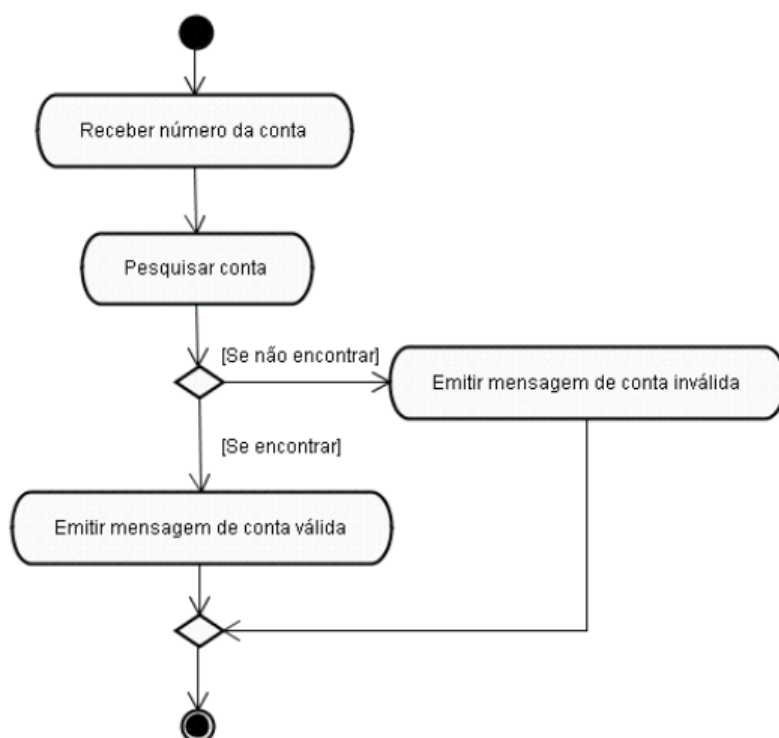 Receber número da conta
Pesquisar conta
[Se não encontrar]
Emitir mensagem de conta inválida
[Se encontrar]
Emitir mensagem de conta válida